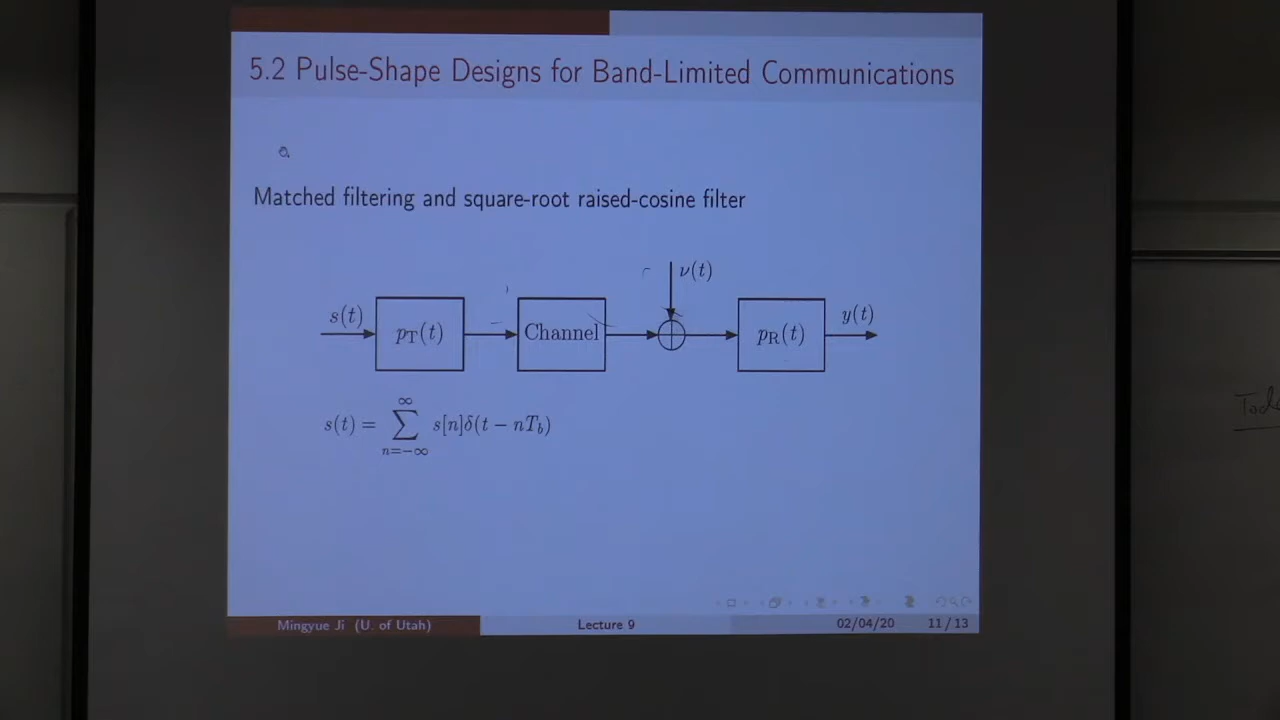 5.2 Pulse-Shape Designs for Band-Limited Communications
Matched filtering and square-root raised-cosine filter
ν(t)
s(t) p_T(t) Channel p_R(t) y(t)
s(t) = ∑_{n=−∞}^{∞} s[n]δ(t − nT_b)
Mingyue Ji (U. of Utah) Lecture 9 02/04/20 11 / 13